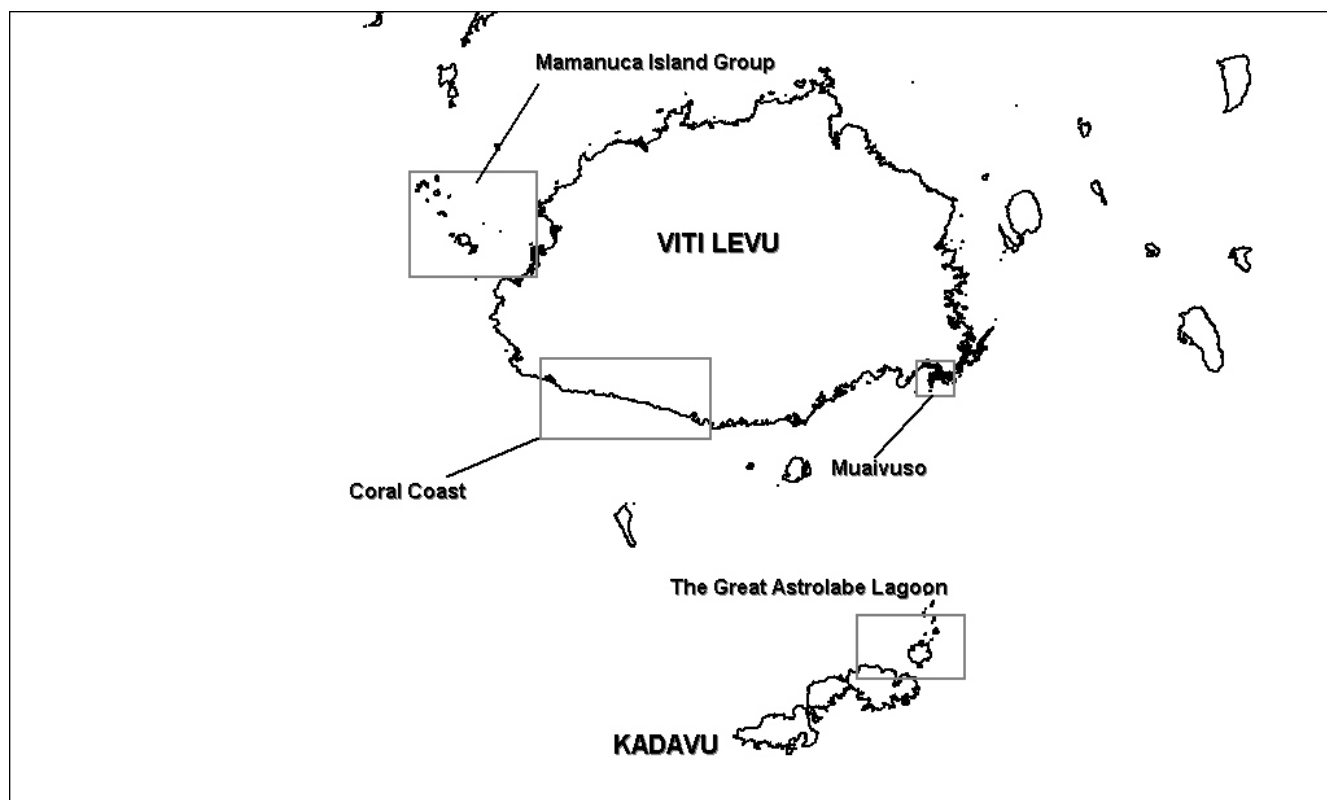 Mamanuca Island Group
VITI LEVU
Muaivuso
Coral Coast
The Great Astrolabe Lagoon
KADAVU